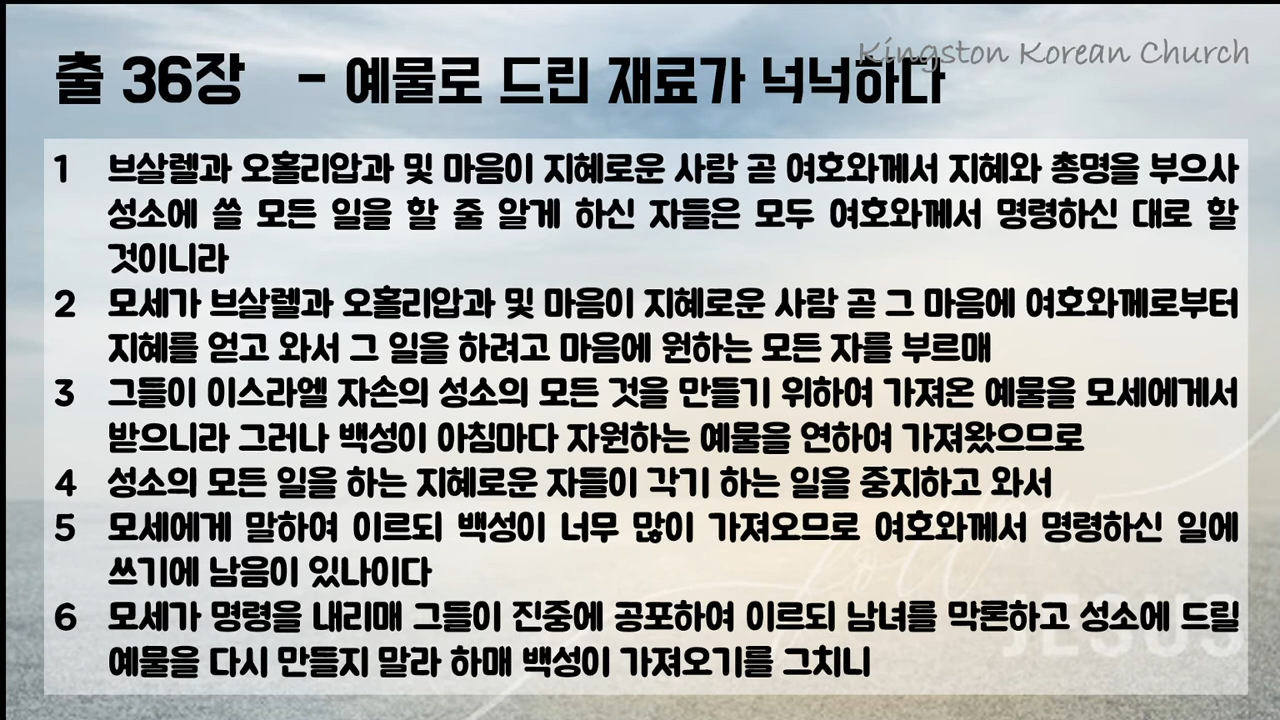 Kingston Korean Church
출 36장 - 예물로 드린 재료가 넉넉하다
1 브살렐과 오홀리압과 및 마음이 지혜로운 사람 곧 여호와께서 지혜와 총명을 부으사
성소에 쓸 모든 일을 할 줄 알게 하신 자들은 모두 여호와께서 명령하신 대로 할
것이니라
2 모세가 브살렐과 오홀리압과 및 마음이 지혜로운 사람 곧 그 마음에 여호와께로부터
지혜를 얻고 와서 그 일을 하려고 마음에 원하는 모든 자를 부르매
3 그들이 이스라엘 자손의 성소의 모든 것을 만들기 위하여 가져온 예물을 모세에게서
받으니라 그러나 백성이 아침마다 자원하는 예물을 연하여 가져왔으므로
4 성소의 모든 일을 하는 지혜로운 자들이 각기 하는 일을 중지하고 와서
5 모세에게 말하여 이르되 백성이 너무 많이 가져오므로 여호와께서 명령하신 일에
쓰기에 남음이 있나이다
6 모세가 명령을 내리매 그들이 진중에 공포하여 이르되 남녀를 막론하고 성소에 드릴
예물을 다시 만들지 말라 하매 백성이 가져오기를 그치니
JESUS